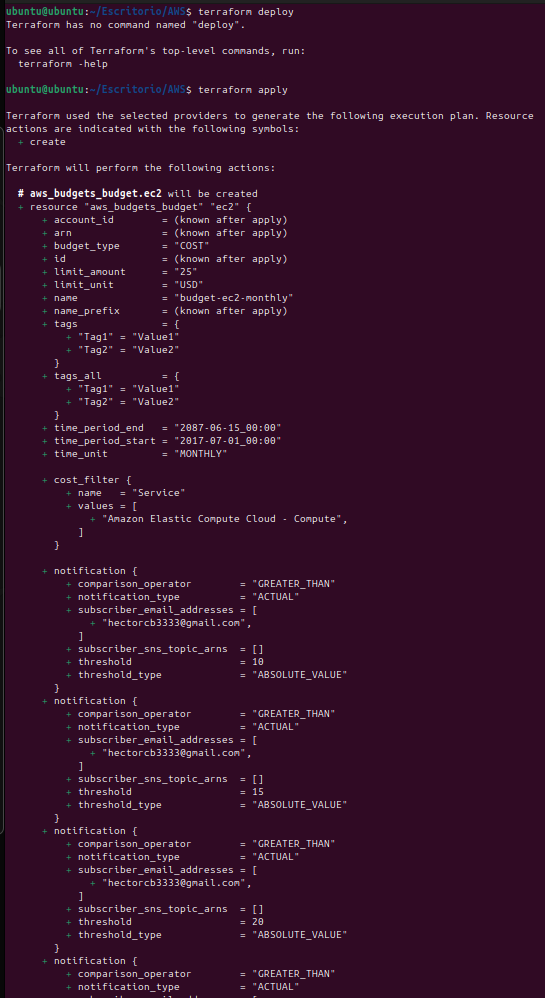 ubuntu@ubuntu:~/Escritorio/AWS$ terraform deploy
Terraform has no command named "deploy".

To see all of Terraform's top-level commands, run:
  terraform -help

ubuntu@ubuntu:~/Escritorio/AWS$ terraform apply

Terraform used the selected providers to generate the following execution plan. Resource
actions are indicated with the following symbols:
  + create

Terraform will perform the following actions:

  # aws_budgets_budget.ec2 will be created
  + resource "aws_budgets_budget" "ec2" {
      + account_id        = (known after apply)
      + arn               = (known after apply)
      + budget_type       = "COST"
      + id                = (known after apply)
      + limit_amount      = "25"
      + limit_unit        = "USD"
      + name              = "budget-ec2-monthly"
      + name_prefix       = (known after apply)
      + tags              = {
          + "Tag1" = "Value1"
          + "Tag2" = "Value2"
        }
      + tags_all          = {
          + "Tag1" = "Value1"
          + "Tag2" = "Value2"
        }
      + time_period_end   = "2087-06-15_00:00"
      + time_period_start = "2017-07-01_00:00"
      + time_unit         = "MONTHLY"

      + cost_filter {
          + name   = "Service"
          + values = [
              + "Amazon Elastic Compute Cloud - Compute",
            ]
        }

      + notification {
          + comparison_operator        = "GREATER_THAN"
          + notification_type          = "ACTUAL"
          + subscriber_email_addresses = [
              + "hectorcb3333@gmail.com",
            ]
          + subscriber_sns_topic_arns  = []
          + threshold                  = 10
          + threshold_type             = "ABSOLUTE_VALUE"
        }
      + notification {
          + comparison_operator        = "GREATER_THAN"
          + notification_type          = "ACTUAL"
          + subscriber_email_addresses = [
              + "hectorcb3333@gmail.com",
            ]
          + subscriber_sns_topic_arns  = []
          + threshold                  = 15
          + threshold_type             = "ABSOLUTE_VALUE"
        }
      + notification {
          + comparison_operator        = "GREATER_THAN"
          + notification_type          = "ACTUAL"
          + subscriber_email_addresses = [
              + "hectorcb3333@gmail.com",
            ]
          + subscriber_sns_topic_arns  = []
          + threshold                  = 20
          + threshold_type             = "ABSOLUTE_VALUE"
        }
      + notification {
          + comparison_operator        = "GREATER_THAN"
          + notification_type          = "ACTUAL"